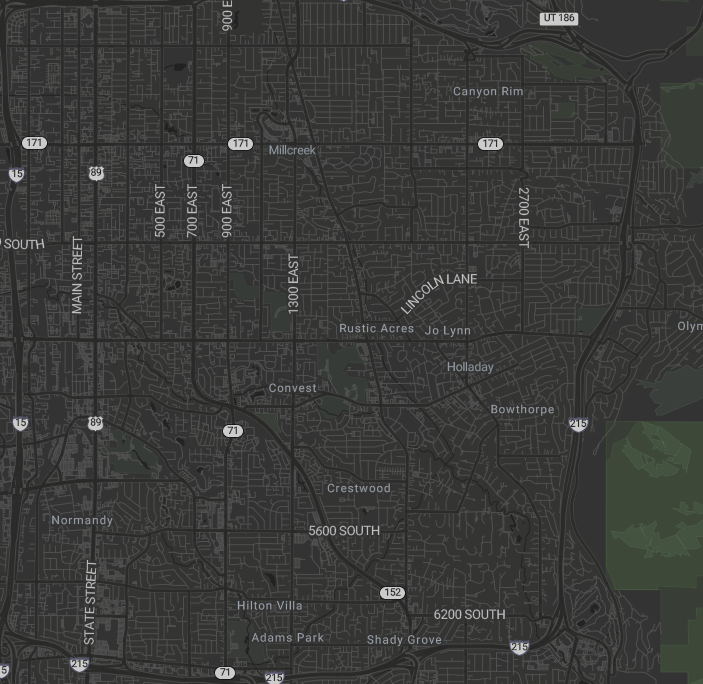 900 E
UT 186
Canyon Rim
171
171
171
Millcreek
71
15
89
500 EAST
700 EAST
900 EAST
2700 EAST
SOUTH
MAIN STREET
1300 EAST
LINCOLN LANE
Rustic Acres
Jo Lynn
Olym
Holladay
Convest
Bowthorpe
15
89
71
215
Crestwood
Normandy
5600 SOUTH
STATE STREET
152
Hilton Villa
6200 SOUTH
Adams Park
Shady Grove
215
215
5
71
215